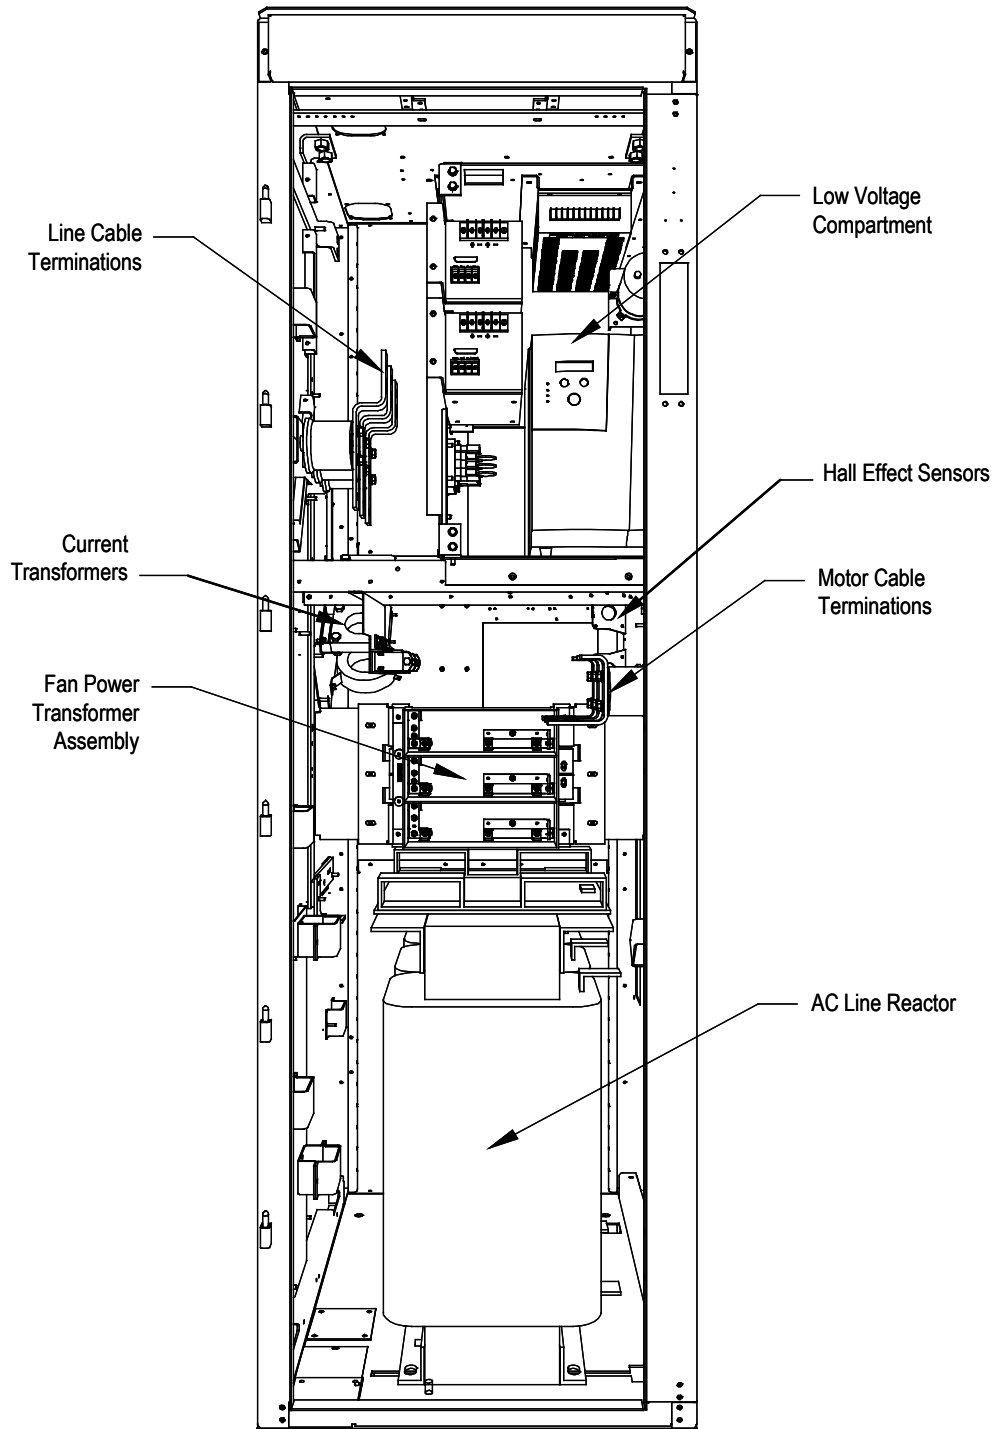 Low Voltage
Compartment
Line Cable
Terminations
Hall Effect Sensors
Current
Transformers
Motor Cable
Terminations
Fan Power
Transformer
Assembly
AC Line Reactor